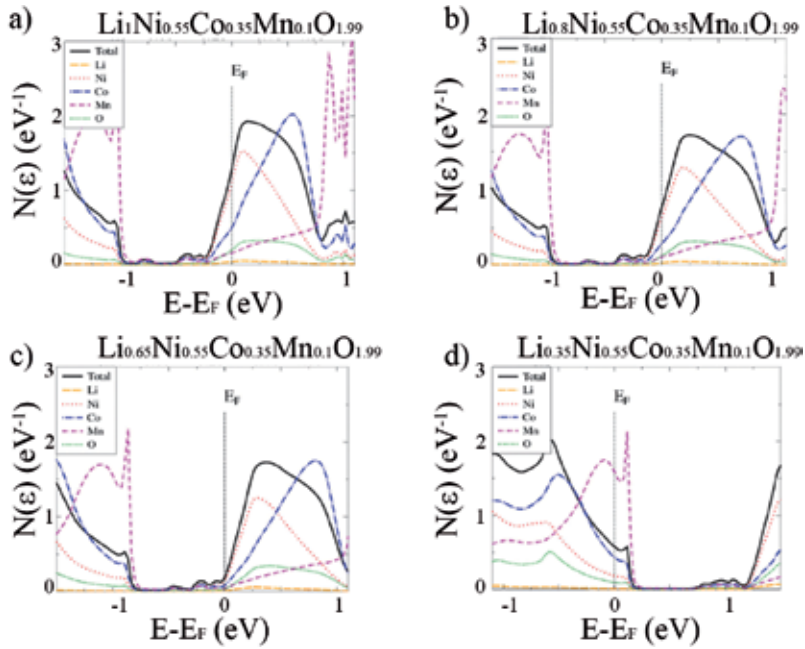 a) Li1Ni0.55Co0.35Mn0.1O1.99
N(ε) (eV-1)
3
2
1
0
Total
Li
Ni
Co
Mn
O
EF
-1 0 1
E-EF (eV)
b) Li0.8Ni0.55Co0.35Mn0.1O1.99
N(ε) (eV-1)
3
2
1
0
Total
Li
Ni
Co
Mn
O
EF
-1 0 1
E-EF (eV)
c) Li0.65Ni0.55Co0.35Mn0.1O1.99
N(ε) (eV-1)
3
2
1
0
Total
Li
Ni
Co
Mn
O
EF
-1 0 1
E-EF (eV)
d) Li0.35Ni0.55Co0.35Mn0.1O1.99
N(ε) (eV-1)
3
2
1
0
Total
Li
Ni
Co
Mn
O
EF
-1 0 1
E-EF (eV)